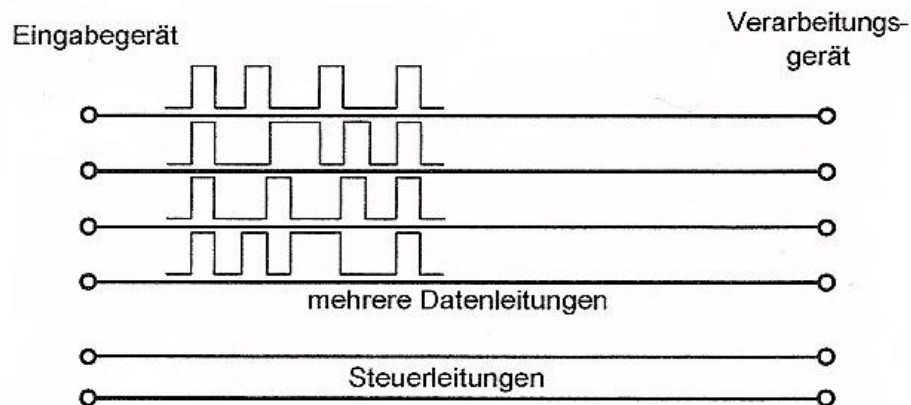 Eingabegerät
Verarbeitungs-
gerät
mehrere Datenleitungen
Steuerleitungen